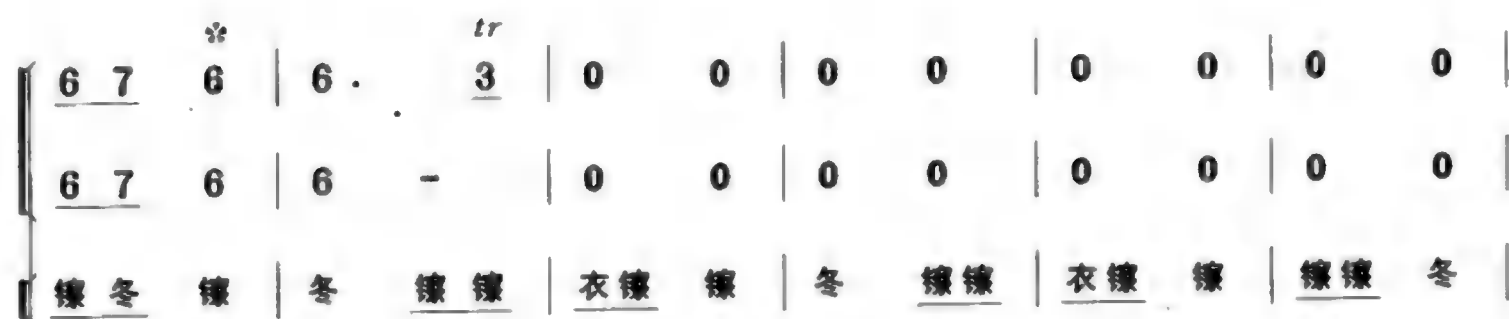 tr
6 7 6 | 6 . 3 | 0 0 | 0 0 | 0 0 | 0 0 |
6 7 6 | 6 - | 0 0 | 0 0 | 0 0 | 0 0 |
镲 冬 镲 | 冬 镲 镲 | 衣 镲 镲 | 冬 镲 镲 | 衣 镲 镲 | 镲 镲 冬 |